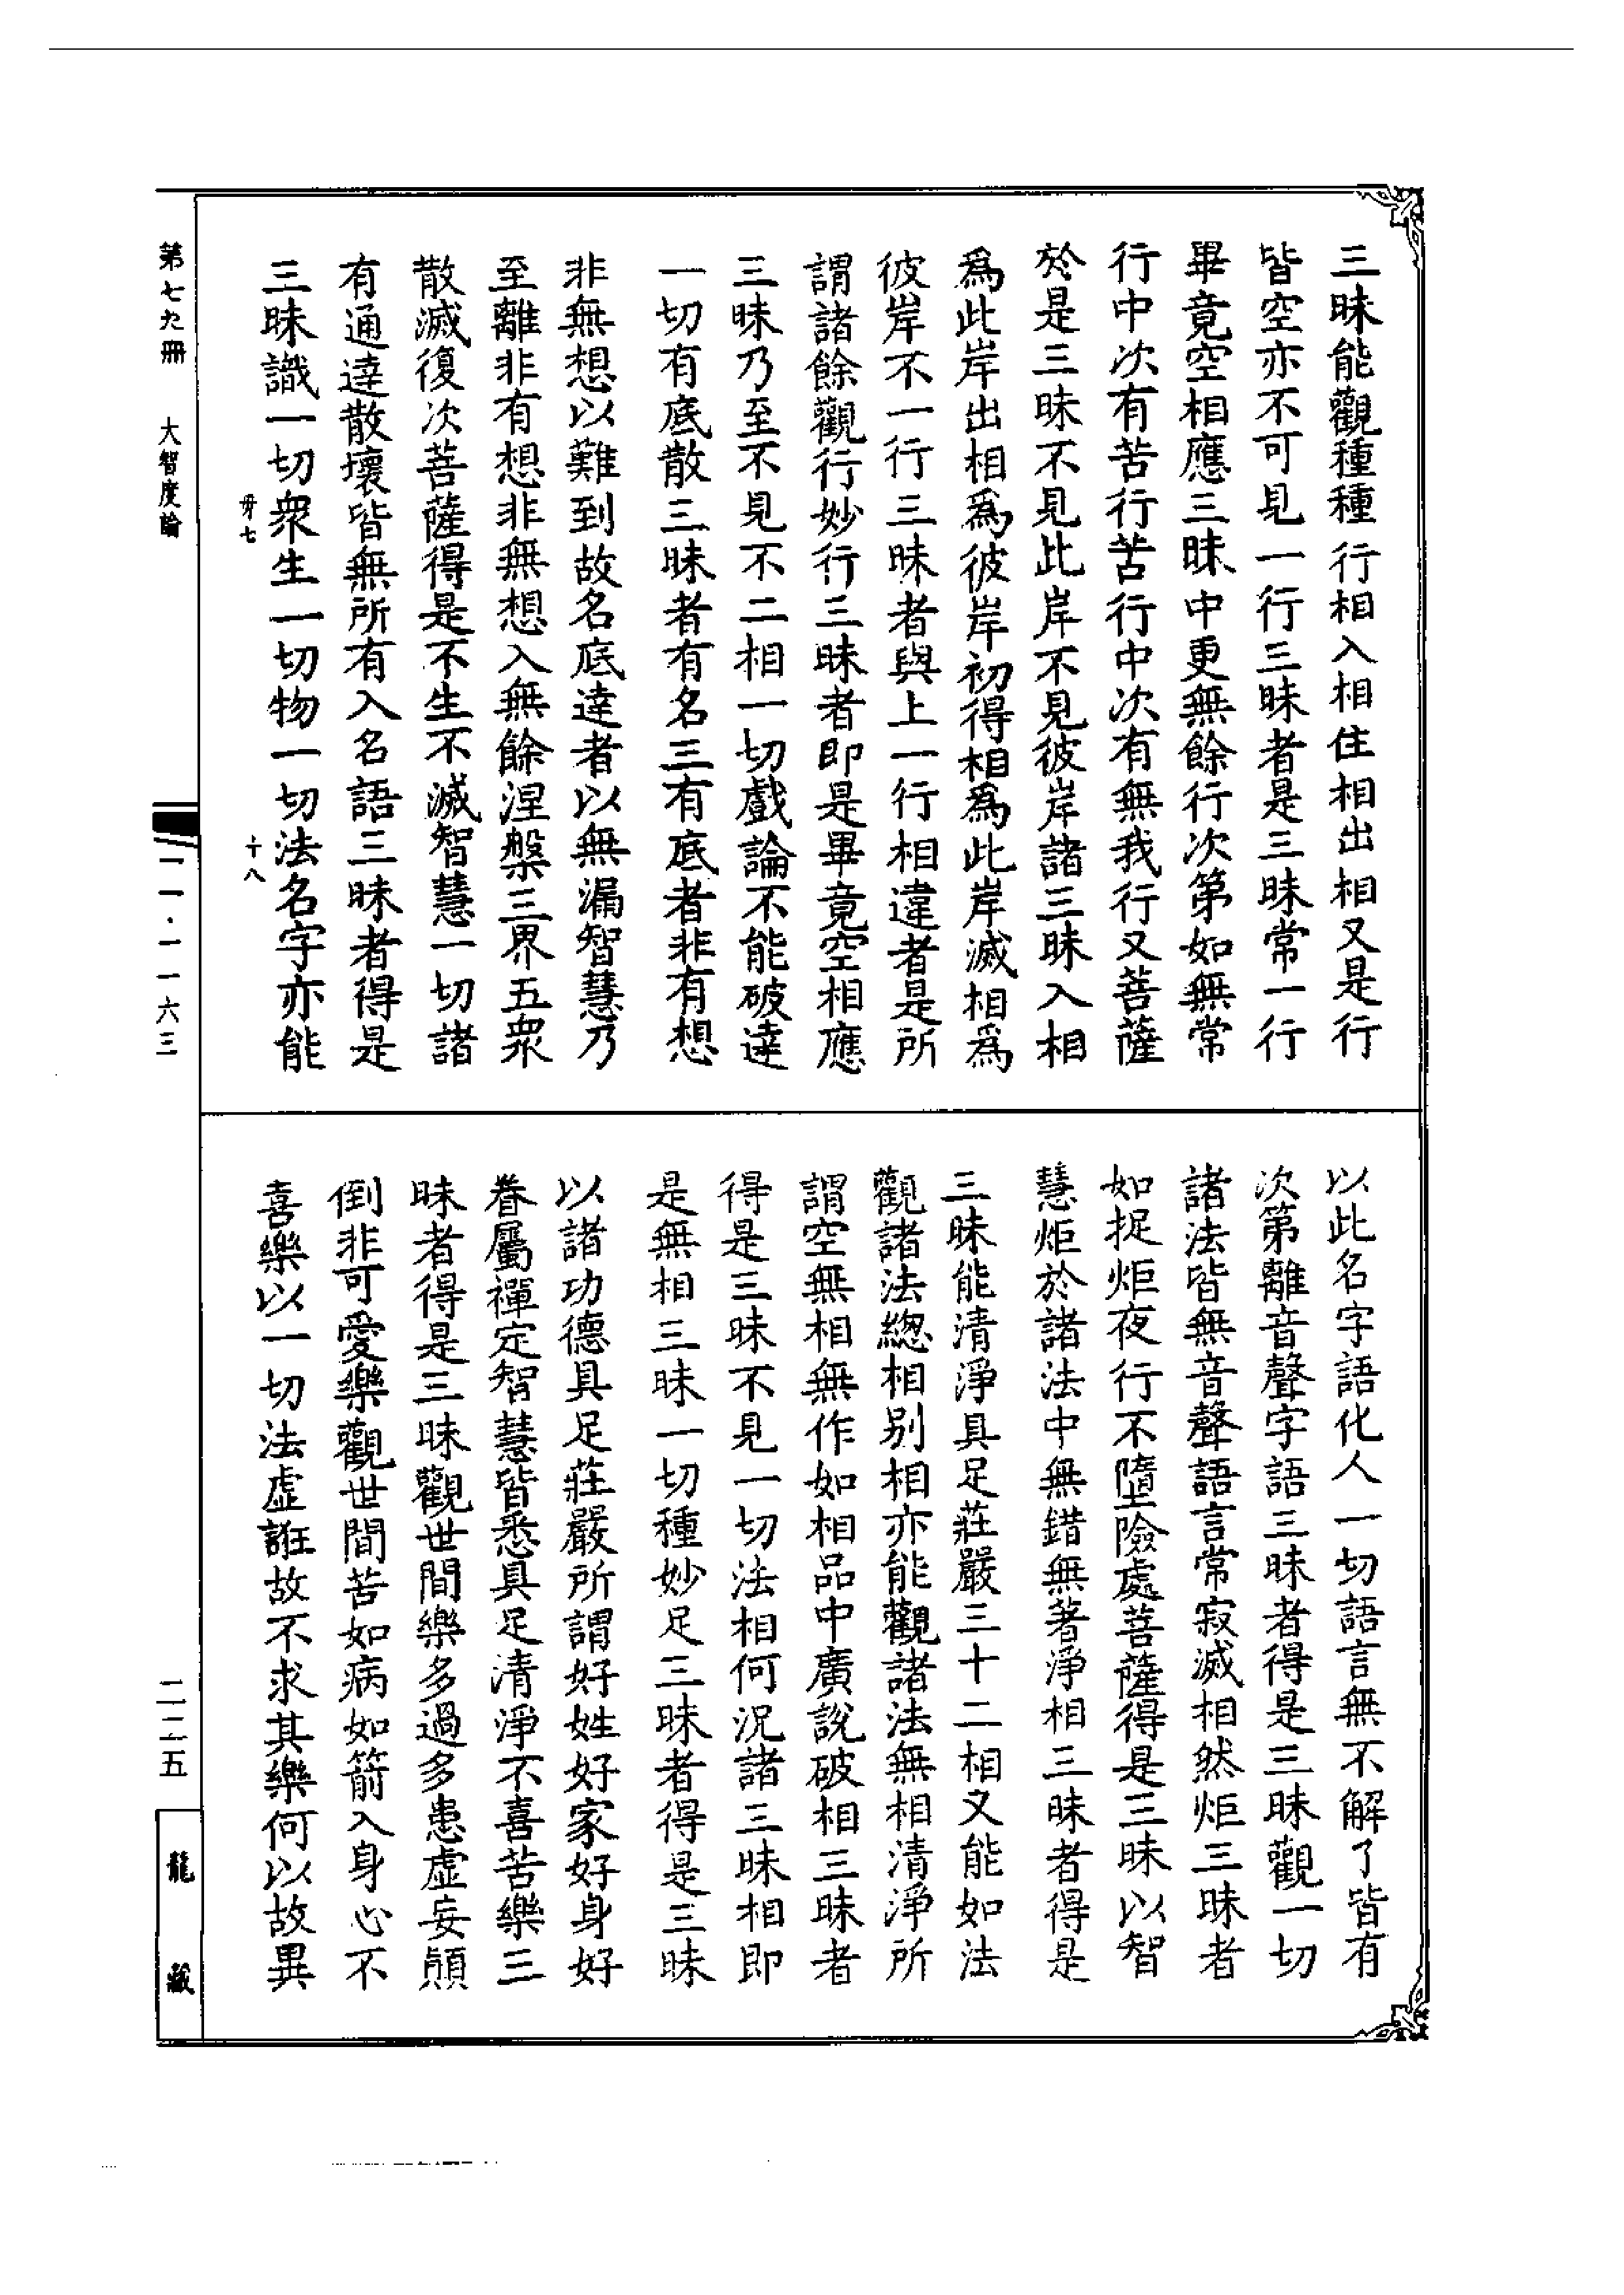 三昧能觀種種行相入相住相出相又是行
皆空亦不可見一行三昧者是三昧常一行
畢竟空相應三昧中更無餘行次第如無常
行中次有苦行苦行中次有無我行又菩薩
於是三昧不見此岸不見彼岸諸三昧入相
爲此岸出相爲彼岸初得相爲此岸滅相爲
彼岸不一行三昧者與上一行相違者是所
謂諸餘觀行妙行三昧者即是畢竟空相應
三昧乃至不見不二相一切戲論不能破達
一切有底散三昧者有名三有底者非有想
非無想以難到故名底達者以無漏智慧乃
至離非有想非無想入無餘涅槃三界五衆
散滅復次菩薩得是不生不滅智慧一切諸
有通達散壞皆無所有入名語三昧者得是
三昧識一切衆生一切物一切法名字亦能
以此名字語化人一切語言無不解了皆有
次第離音聲字語三昧者得是三昧觀一切
諸法皆無音聲語言常寂滅相然炬三昧者
如捉炬夜行不墮險處菩薩得是三昧以智
慧炬於諸法中無錯無著淨相三昧者得是
三昧能清淨具足莊嚴三十二相又能如法
觀諸法總相別相亦能觀諸法無相清淨所
謂空無相無作如相品中廣說破相三昧者
得是三昧不見一切法相何況諸三昧相即
是無相三昧一切種妙足三昧者得是三昧
以諸功德具足莊嚴所謂好姓好家好身好
眷屬禪定智慧皆悉具足清淨不喜苦樂三
昧者得是三昧觀世間樂多過多患虛妄顛
倒非可愛樂觀世間苦如病如箭入身心不
喜樂以一切法虛誑故不求其樂何以故異
第七九冊 大智度論
一一·一一六三
二二五
龍藏
十八